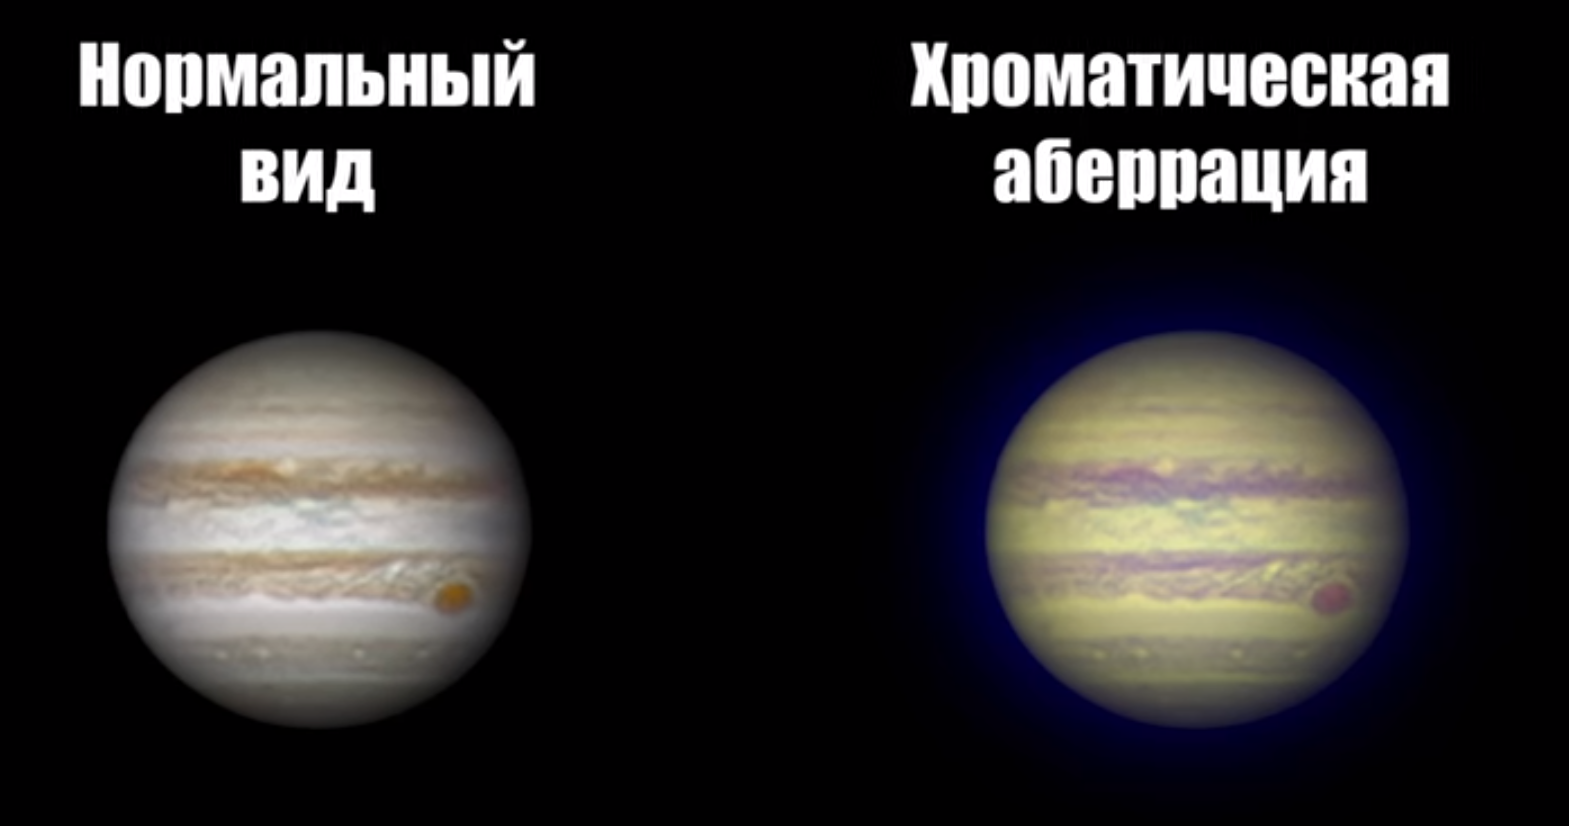 Нормальный
вид
Хроматическая
аберрация